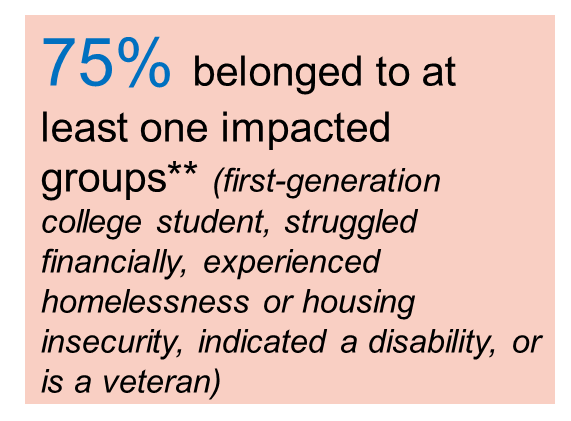 75% belonged to at
least one impacted
groups** (first-generation
college student, struggled
financially, experienced
homelessness or housing
insecurity, indicated a disability, or
is a veteran)